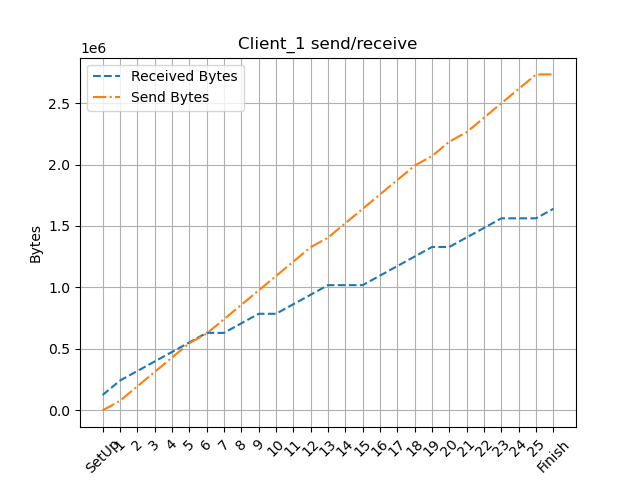 Client_1 send/receive
1e6
Received Bytes
Send Bytes
2.5
2.0
1.5
1.0
0.5
0.0
Bytes
SetUp 1 2 3 4 5 6 7 8 9 10 11 12 13 14 15 16 17 18 19 20 21 22 23 24 25 Finish